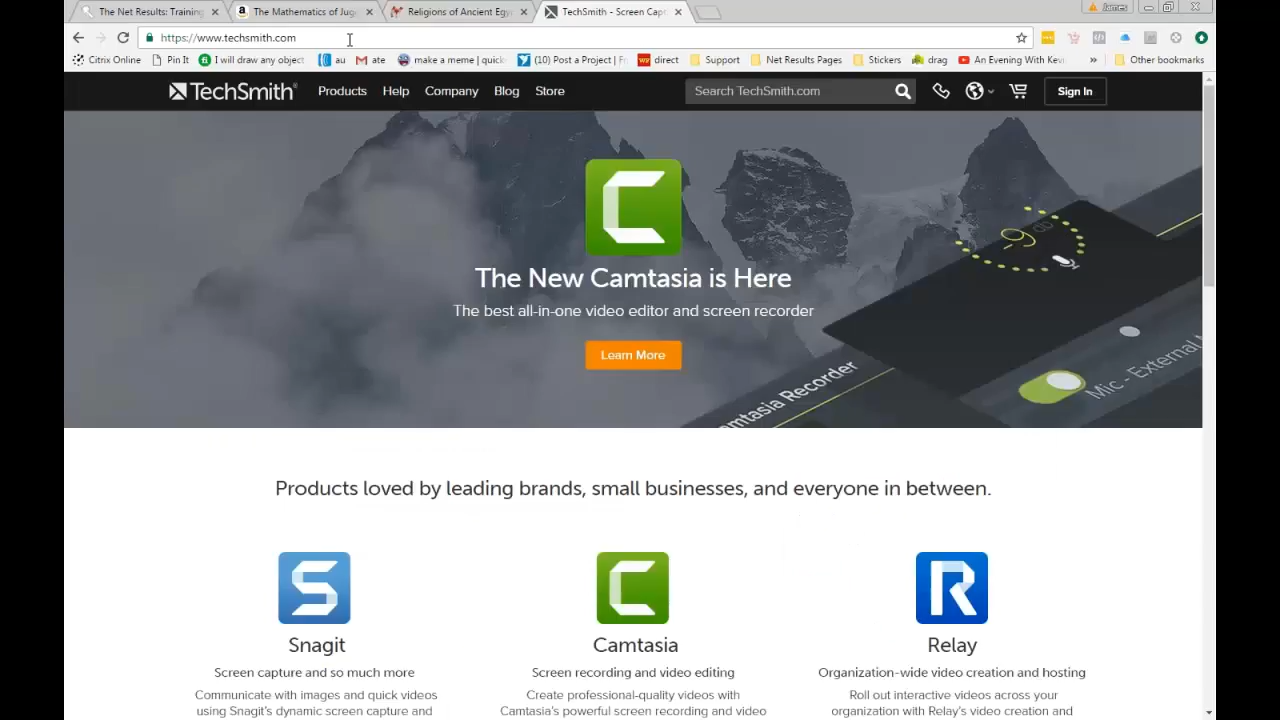 The Net Results: Training
The Mathematics of Jug
Religions of Ancient Egy
TechSmith - Screen Capt
James
https://www.techsmith.com
Citrix Online
Pin It
I will draw any object
au
ate
make a meme | quick
(10) Post a Project | Fr
direct
Support
Net Results Pages
Stickers
drag
An Evening With Kevi
»
Other bookmarks
TechSmith
Products
Help
Company
Blog
Store
Search TechSmith.com
Sign In
The New Camtasia is Here
The best all-in-one video editor and screen recorder
Learn More
-9 db
Camtasia Recorder
Mic - External M
Products loved by leading brands, small businesses, and everyone in between.
Snagit
Screen capture and so much more
Communicate with images and quick videos
using Snagit's dynamic screen capture and
Camtasia
Screen recording and video editing
Create professional-quality videos with
Camtasia's powerful screen recording and video
Relay
Organization-wide video creation and hosting
Roll out interactive videos across your
organization with Relay's video creation and